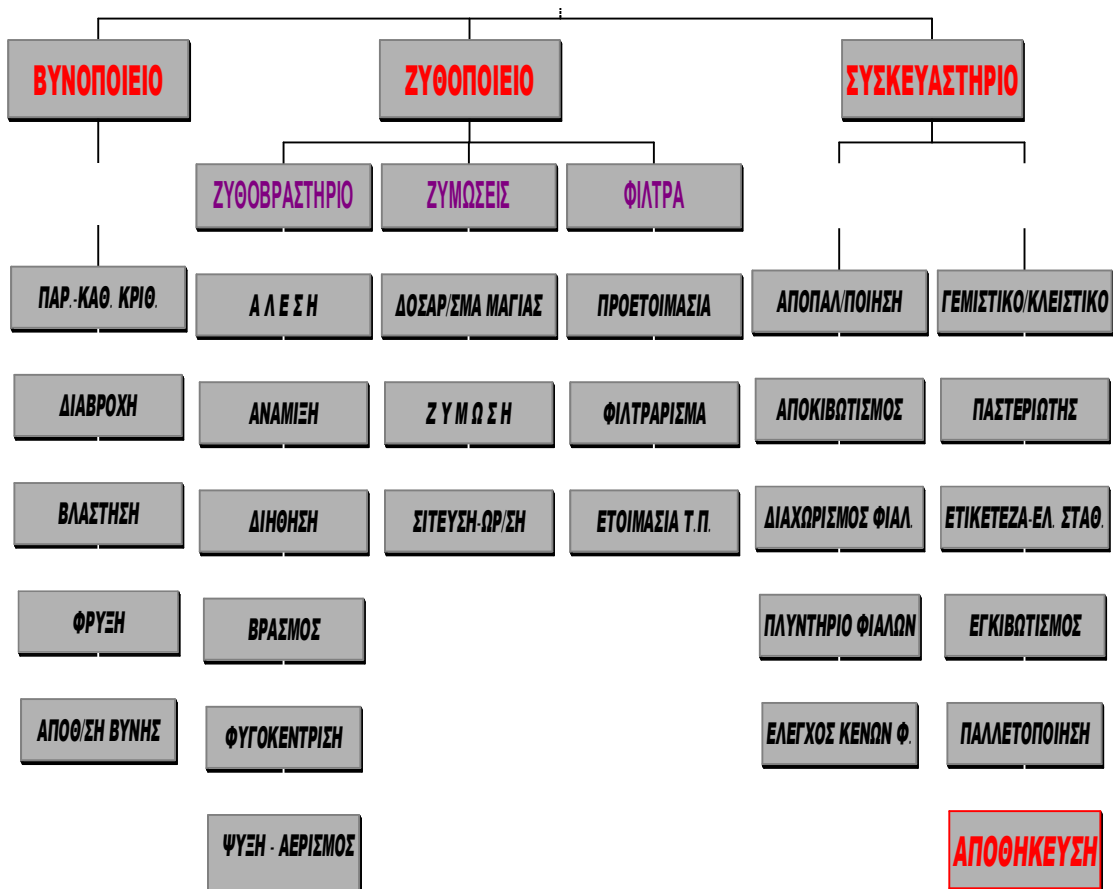 ΒΥΝΟΠΟΙΕΙΟ
ΖΥΘΟΠΟΙΕΙΟ
ΣΥΣΚΕΥΑΣΤΗΡΙΟ
ΖΥΘΟΒΡΑΣΤΗΡΙΟ
ΖΥΜΩΣΕΙΣ
ΦΙΛΤΡΑ
ΠΑΡ.-ΚΑΘ. ΚΡΙΘ.
ΔΙΑΒΡΟΧΗ
ΒΛΑΣΤΗΣΗ
ΦΡΥΞΗ
ΑΠΟΘ/ΣΗ ΒΥΝΗΣ
Α Λ Ε Σ Η
ΑΝΑΜΙΞΗ
ΔΙΗΘΗΣΗ
ΒΡΑΣΜΟΣ
ΦΥΓΟΚΕΝΤΡΙΣΗ
ΨΥΞΗ - ΑΕΡΙΣΜΟΣ
ΔΟΣΑΡ/ΣΜΑ ΜΑΓΙΑΣ
Ζ Υ Μ Ω Σ Η
ΣΙΤΕΥΣΗ-ΩΡ/ΣΗ
ΠΡΟΕΤΟΙΜΑΣΙΑ
ΦΙΛΤΡΑΡΙΣΜΑ
ΕΤΟΙΜΑΣΙΑ Τ.Π.
ΑΠΟΠΑΛ/ΠΟΙΗΣΗ
ΑΠΟΚΙΒΩΤΙΣΜΟΣ
ΔΙΑΧΩΡΙΣΜΟΣ ΦΙΑΛ.
ΠΛΥΝΤΗΡΙΟ ΦΙΑΛΩΝ
ΕΛΕΓΧΟΣ ΚΕΝΩΝ Φ.
ΓΕΜΙΣΤΙΚΟ/ΚΛΕΙΣΤΙΚΟ
ΠΑΣΤΕΡΙΩΤΗΣ
ΕΤΙΚΕΤΕΖΑ-ΕΛ. ΣΤΑΘ.
ΕΓΚΙΒΩΤΙΣΜΟΣ
ΠΑΛΛΕΤΟΠΟΙΗΣΗ
ΑΠΟΘΗΚΕΥΣΗ